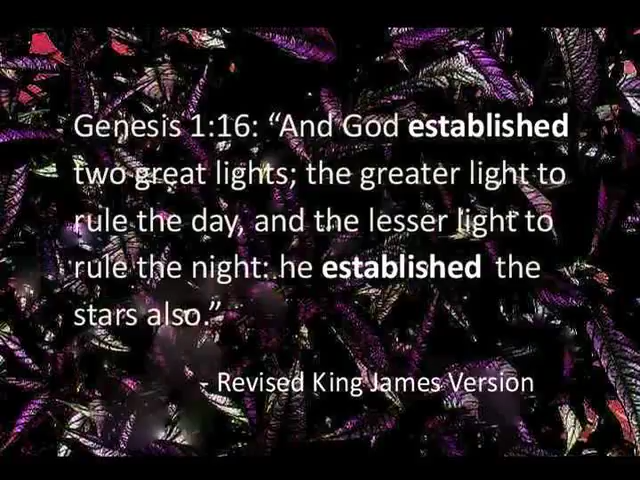 Genesis 1:16: “And God established
two great lights; the greater light to
rule the day, and the lesser light to
rule the night: he established the
stars also.”
- Revised King James Version